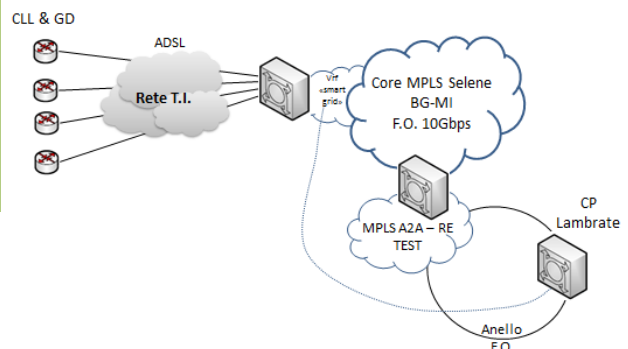 CLL & GD
ADSL
Rete T.I.
Vrf
«smart
grid»
Core MPLS Selene
BG-MI
F.O. 10Gbps
MPLS A2A – RE
TEST
CP
Lambrate
Anello
F.O.